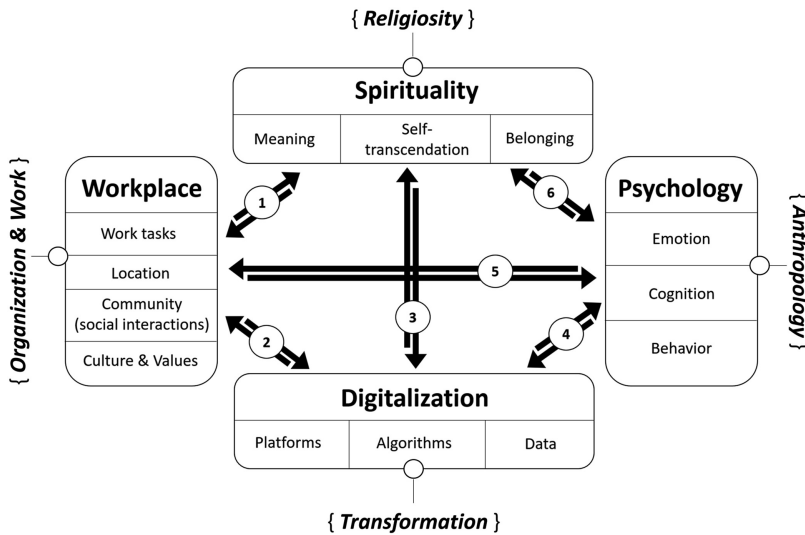 { Religiosity }
Spirituality
Meaning
Self-
transcendation
Belonging
{ Organization & Work }
Workplace
Work tasks
Location
Community
(social interactions)
Culture & Values
1
2
3
4
5
6
Psychology
Emotion
Cognition
Behavior
{ Anthropology }
Digitalization
Platforms
Algorithms
Data
{ Transformation }